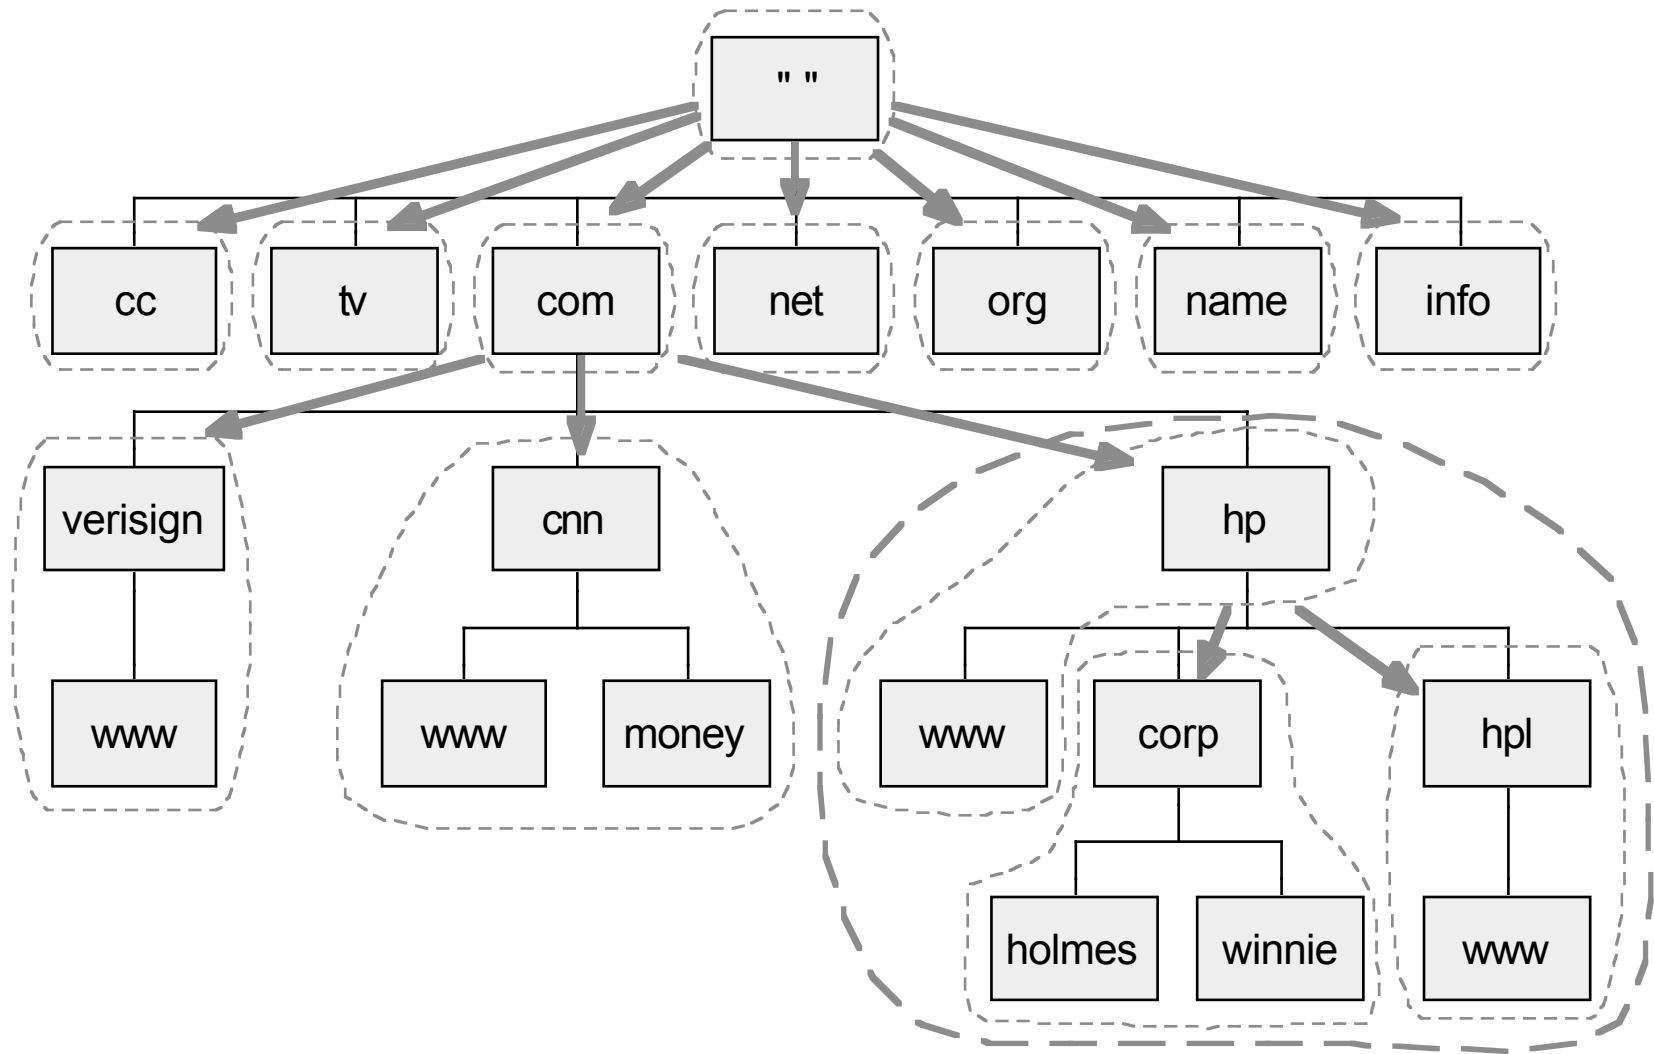 " "
cc
tv
com
net
org
name
info
verisign
cnn
hp
www
www
money
www
corp
hpl
holmes
winnie
www